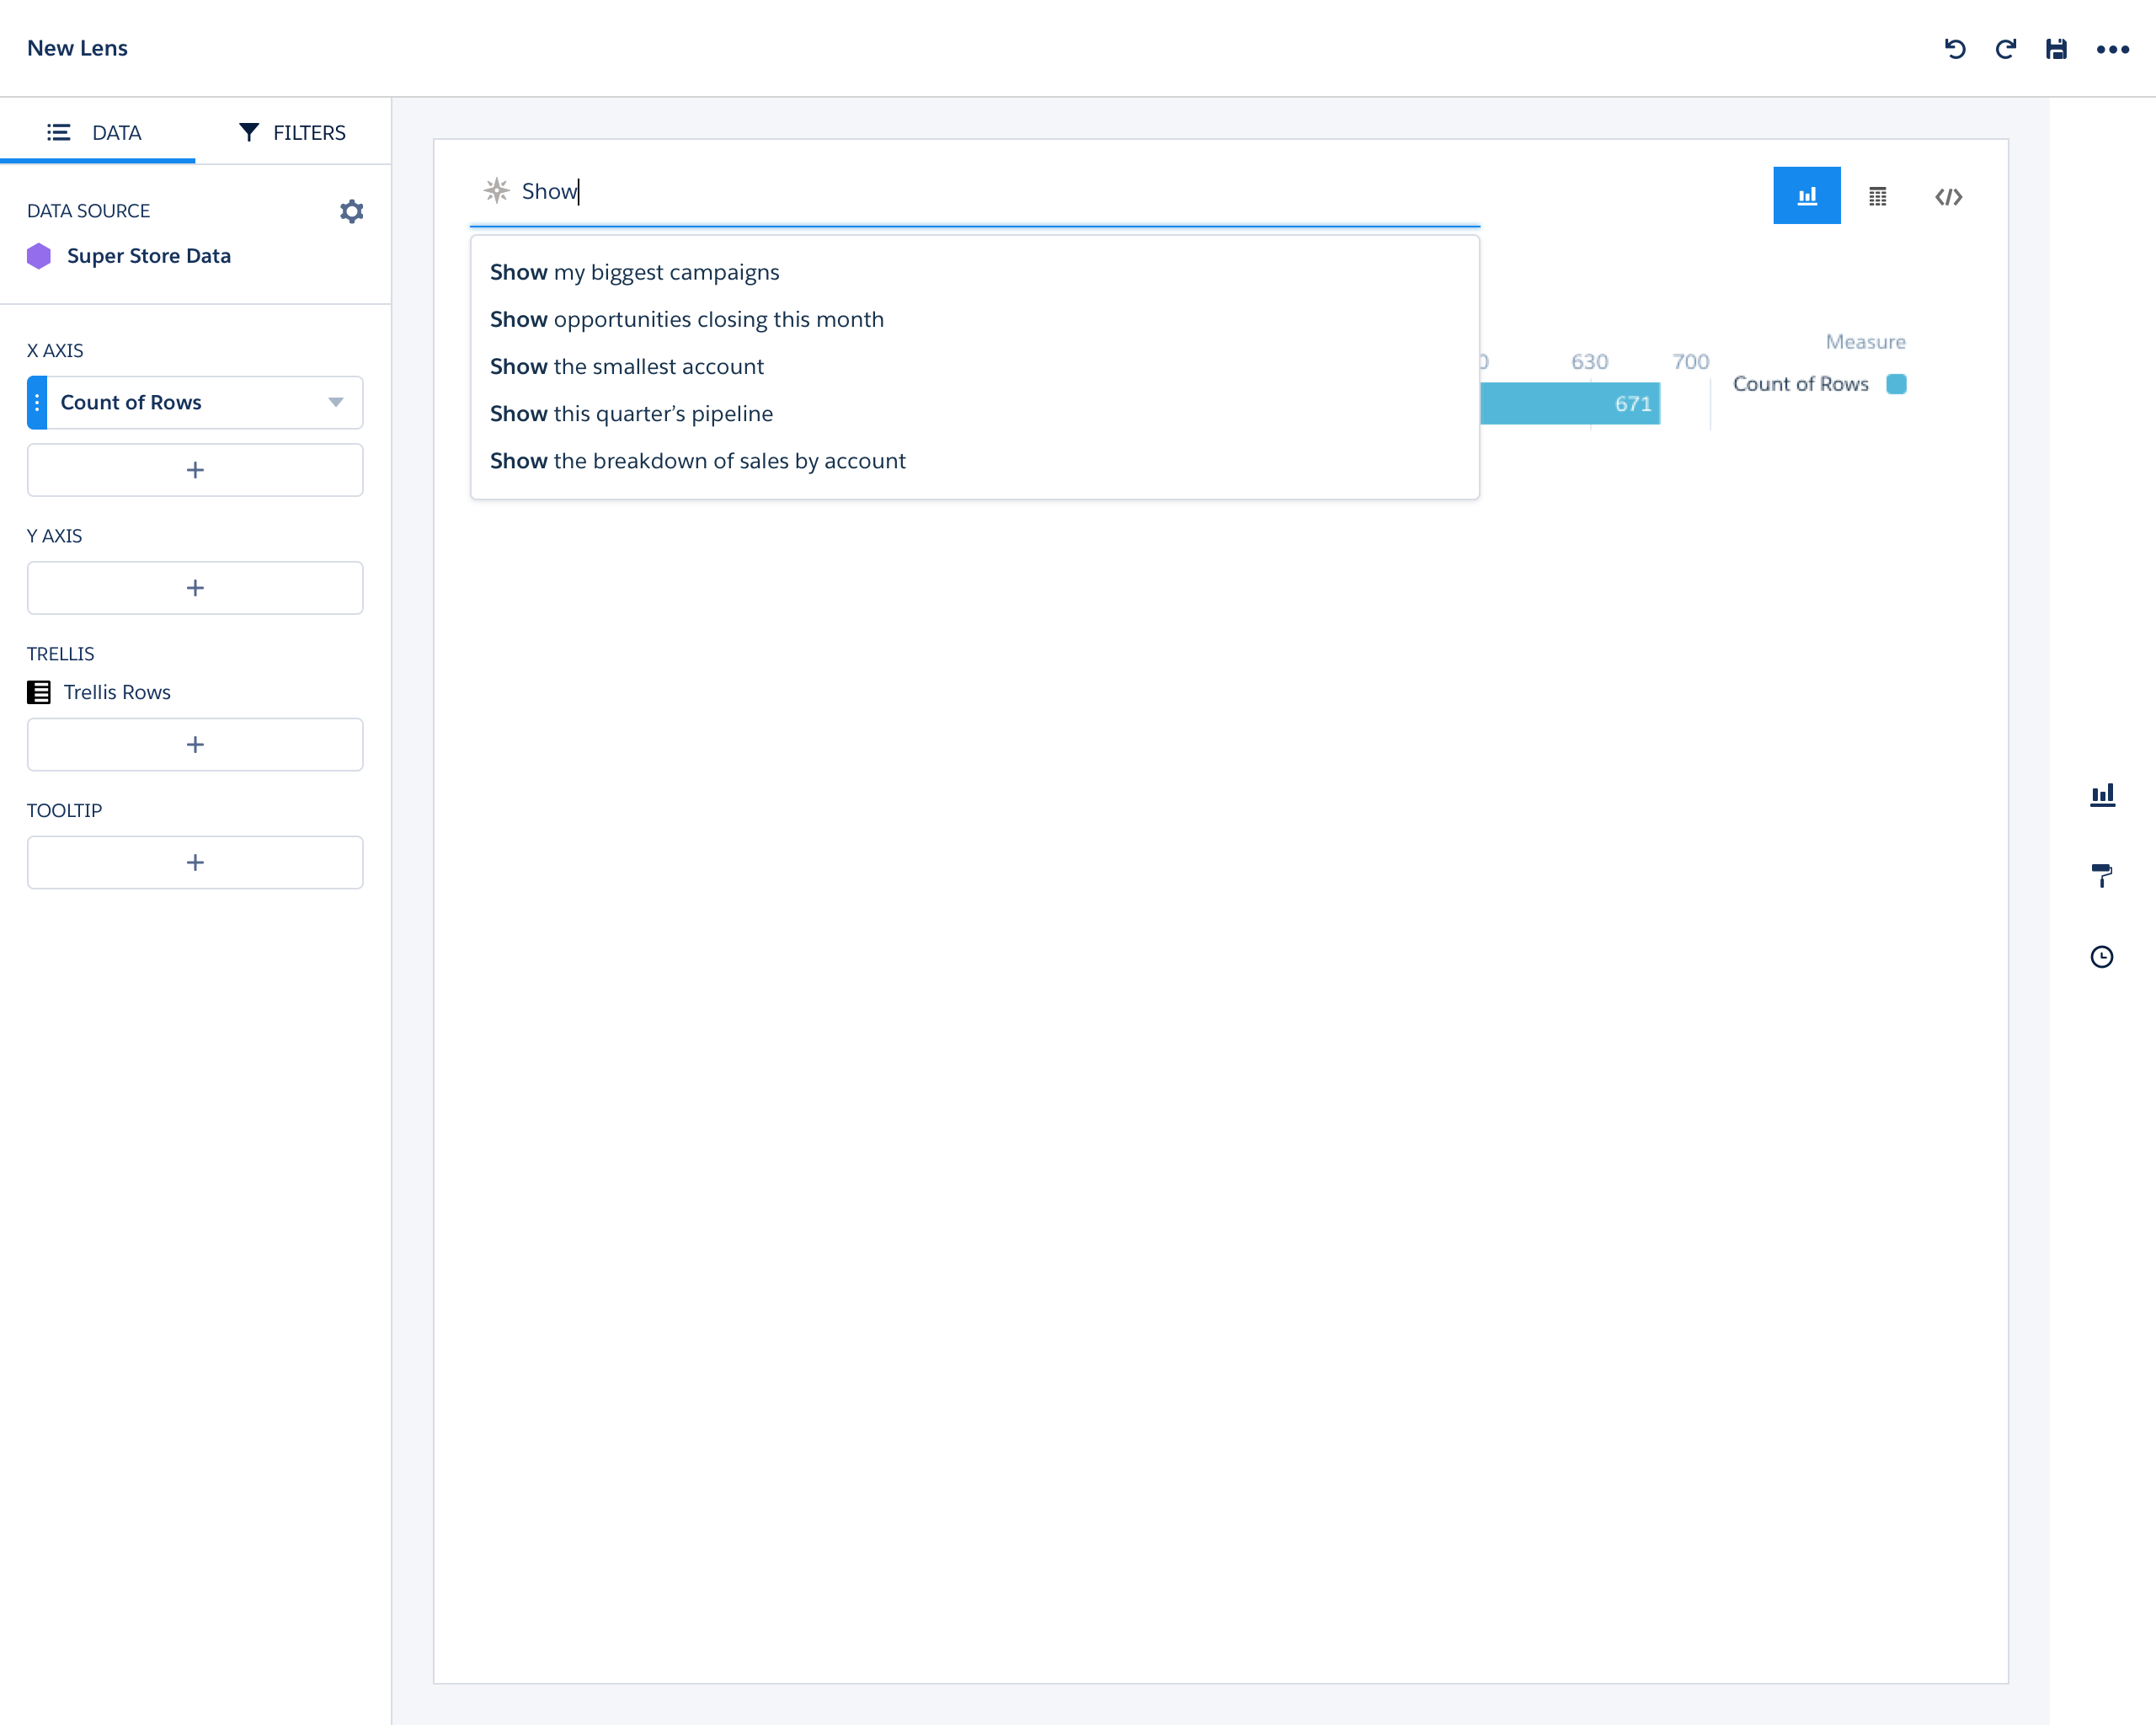 New Lens
DATA
FILTERS
DATA SOURCE
Super Store Data
X AXIS
Count of Rows
Y AXIS
TRELLIS
Trellis Rows
TOOLTIP
Show
Show my biggest campaigns
Show opportunities closing this month
Show the smallest account
Show this quarter’s pipeline
Show the breakdown of sales by account
630 700
671
Measure
Count of Rows